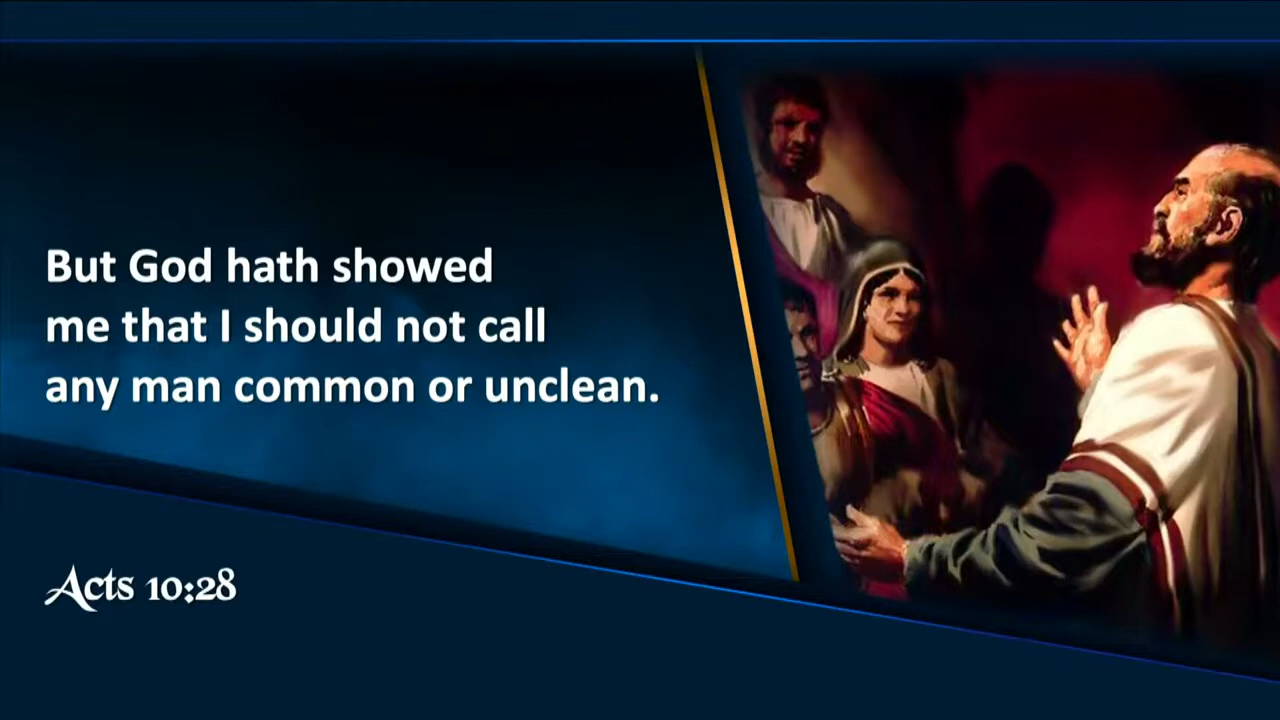 But God hath showed
me that I should not call
any man common or unclean.
Acts 10:28